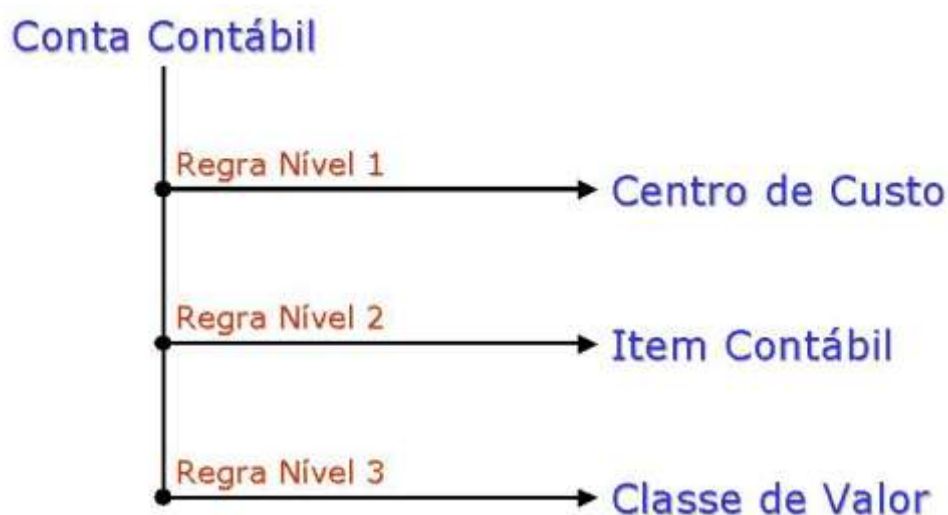 Conta Contábil
Regra Nível 1
Centro de Custo
Regra Nível 2
Item Contábil
Regra Nível 3
Classe de Valor